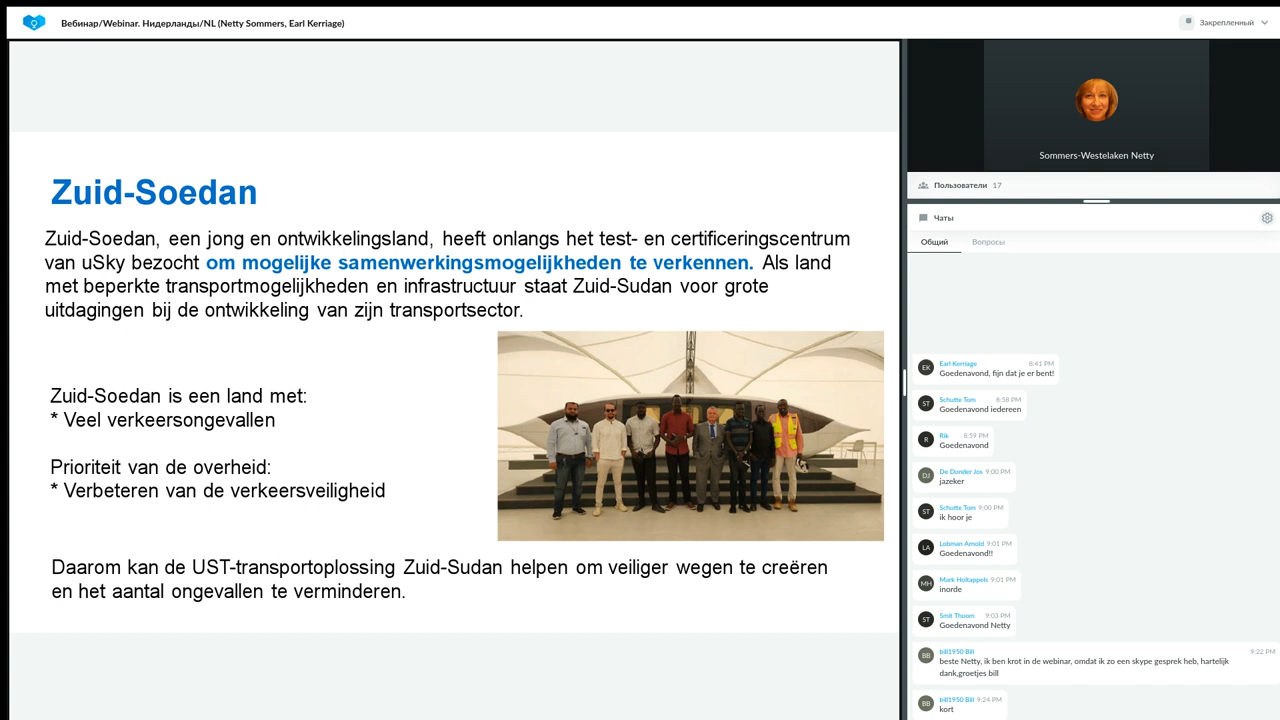 Вебинар/Webinar. Нидерланды/NL (Netty Sommers, Earl Kerriage)
Закрепленный
Zuid-Soedan
Zuid-Soedan, een jong en ontwikkelingsland, heeft onlangs het test- en certificeringscentrum
van uSky bezocht om mogelijke samenwerkingsmogelijkheden te verkennen. Als land
met beperkte transportmogelijkheden en infrastructuur staat Zuid-Sudan voor grote
uitdagingen bij de ontwikkeling van zijn transportsector.
Zuid-Soedan is een land met:
* Veel verkeersongevallen
Prioriteit van de overheid:
* Verbeteren van de verkeersveiligheid
Daarom kan de UST-transportoplossing Zuid-Sudan helpen om veiliger wegen te creëren
en het aantal ongevallen te verminderen.
Sommers-Westelaken Netty
Пользователи 17
Чаты
Общий Вопросы
EK Earl Kerriage 8:41 PM
Goedenavond, fijn dat je er bent!
ST Schutte Tom 8:58 PM
Goedenavond iedereen
R Rik 8:59 PM
Goedenavond
DJ De Donder Jos 9:00 PM
jazeker
ST Schutte Tom 9:00 PM
ik hoor je
LA Lobman Arnold 9:01 PM
Goedenavond!!
MH Mark Holtappels 9:01 PM
inorde
ST Smit Thoom 9:03 PM
Goedenavond Netty
BB bill1950 Bill 9:22 PM
beste Netty, ik ben krot in de webinar, omdat ik zo een skype gesprek heb, hartelijk
dank,groetjes bill
BB bill1950 Bill 9:24 PM
kort